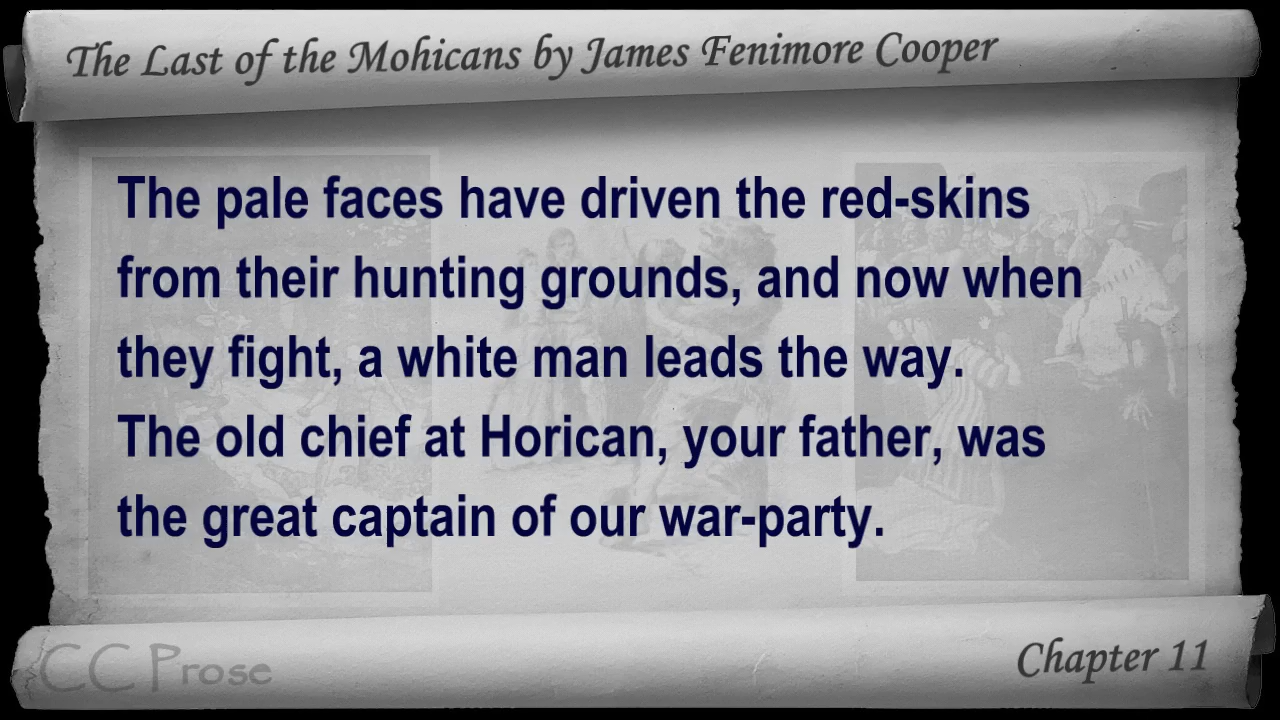 The Last of the Mohicans by James Fenimore Cooper
The pale faces have driven the red-skins
from their hunting grounds, and now when
they fight, a white man leads the way.
The old chief at Horican, your father, was
the great captain of our war-party.
CC Prose
Chapter 11